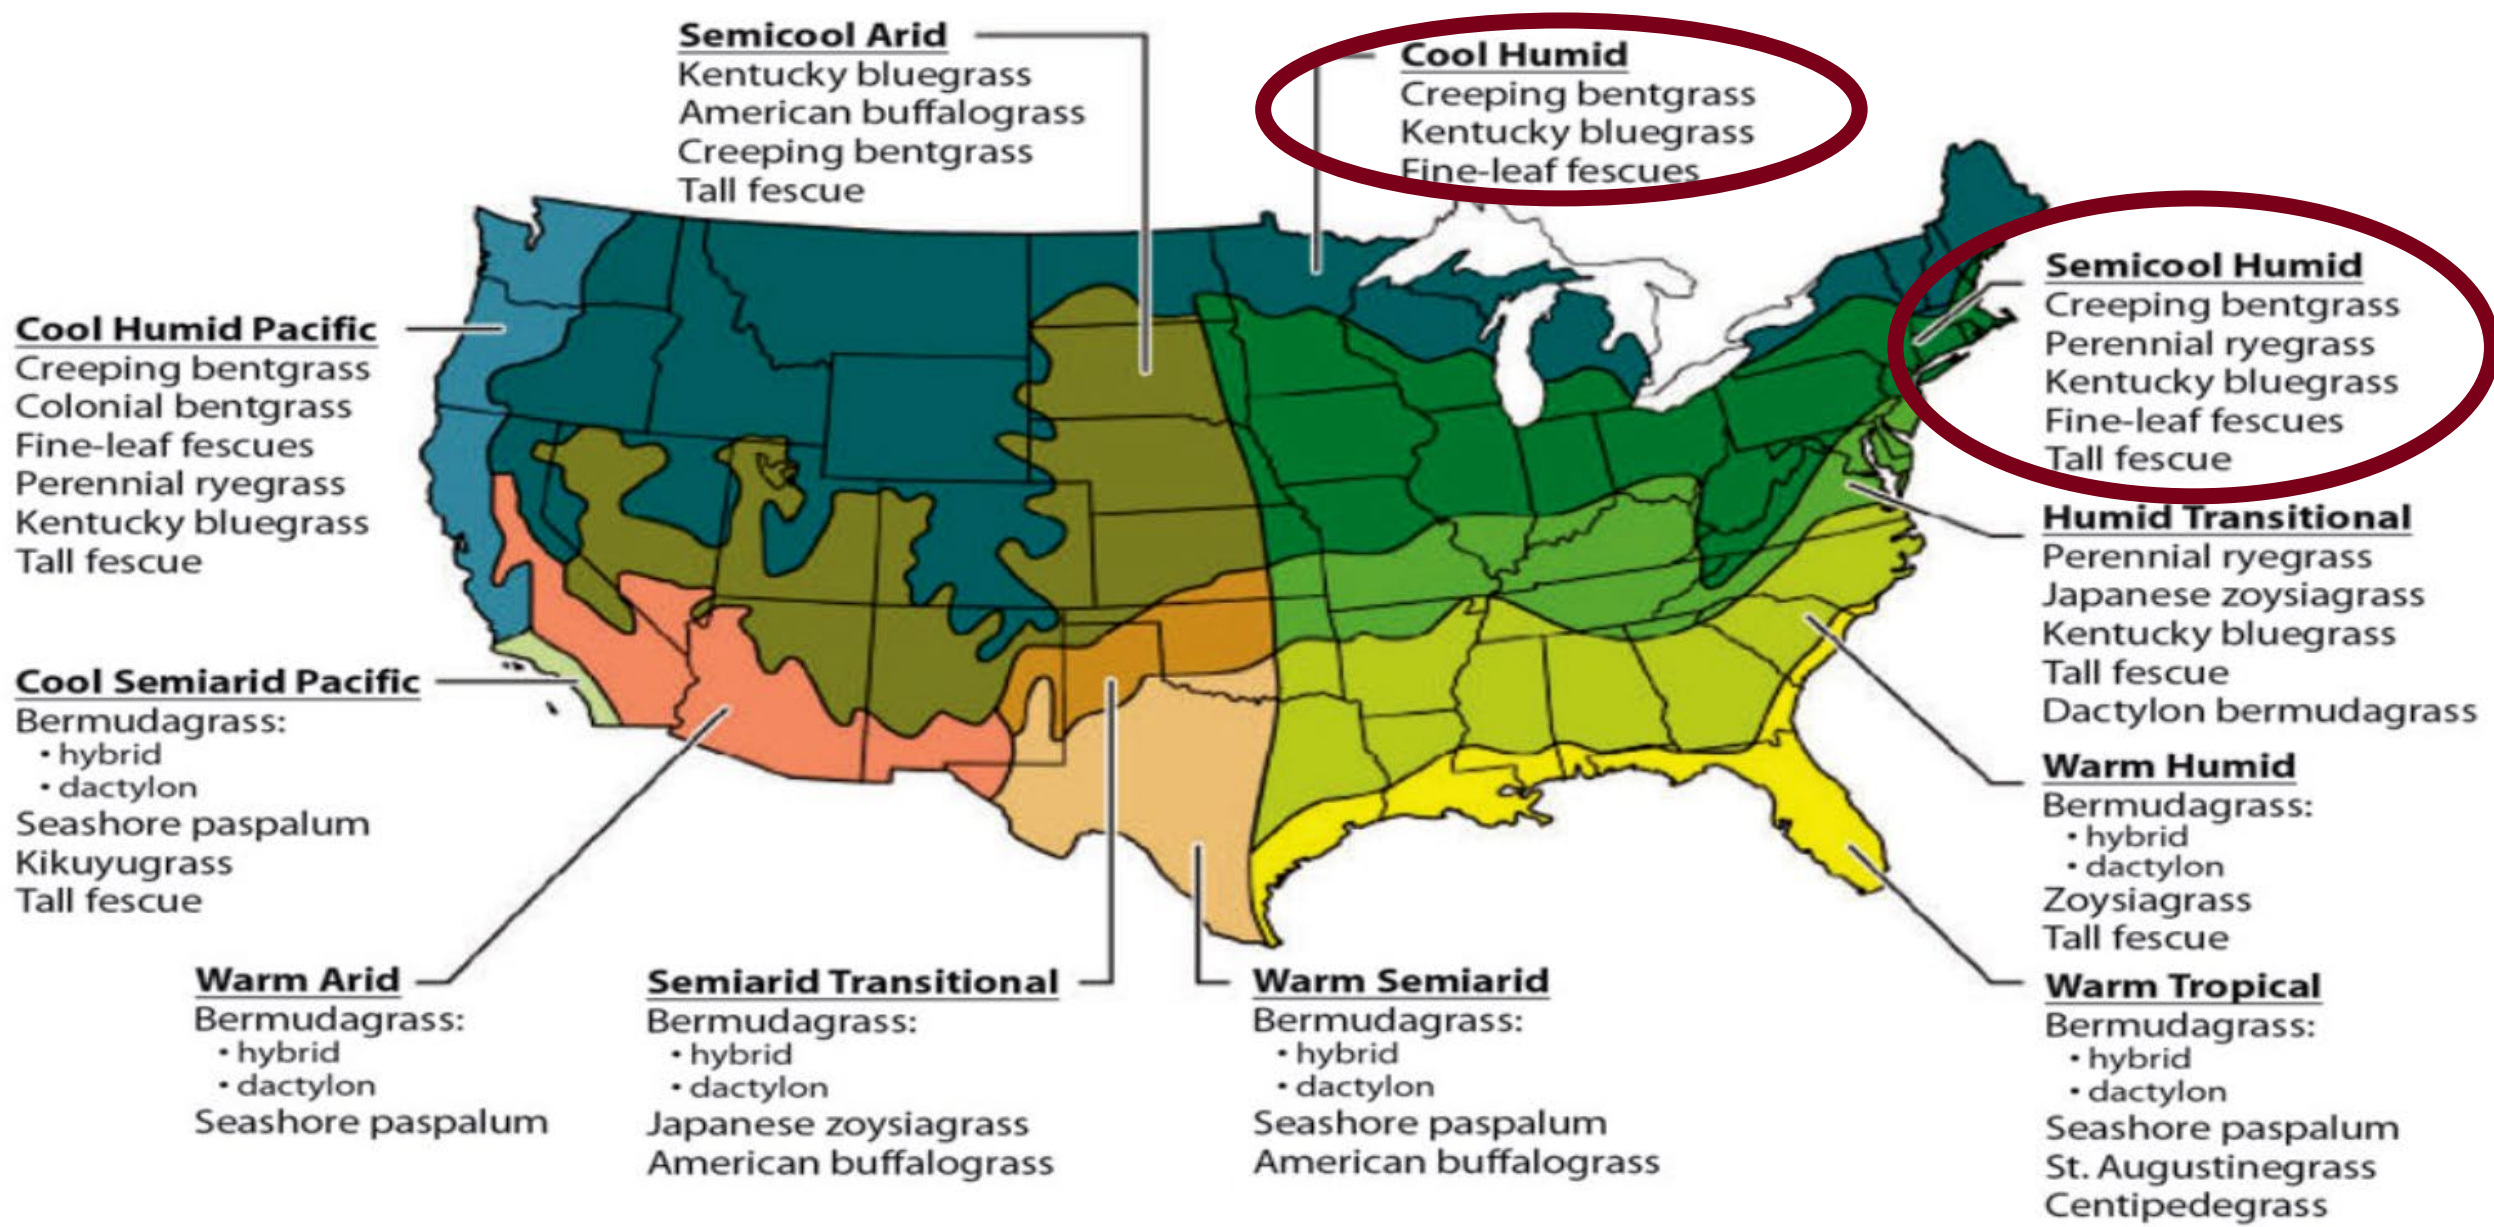 Semicool Arid
Kentucky bluegrass
American buffalograss
Creeping bentgrass
Tall fescue
Cool Humid
Creeping bentgrass
Kentucky bluegrass
Fine-leaf fescues
Cool Humid Pacific
Creeping bentgrass
Colonial bentgrass
Fine-leaf fescues
Perennial ryegrass
Kentucky bluegrass
Tall fescue
Semicool Humid
Creeping bentgrass
Perennial ryegrass
Kentucky bluegrass
Fine-leaf fescues
Tall fescue
Humid Transitional
Perennial ryegrass
Japanese zoysiagrass
Kentucky bluegrass
Tall fescue
Dactylon bermudagrass
Cool Semiarid Pacific
Bermudagrass:
• hybrid
• dactylon
Seashore paspalum
Kikuyugrass
Tall fescue
Warm Humid
Bermudagrass:
• hybrid
• dactylon
Zoysiagrass
Tall fescue
Warm Arid
Bermudagrass:
• hybrid
• dactylon
Seashore paspalum
Semiarid Transitional
Bermudagrass:
• hybrid
• dactylon
Japanese zoysiagrass
American buffalograss
Warm Semiarid
Bermudagrass:
• hybrid
• dactylon
Seashore paspalum
American buffalograss
Warm Tropical
Bermudagrass:
• hybrid
• dactylon
Seashore paspalum
St. Augustinegrass
Centipedegrass